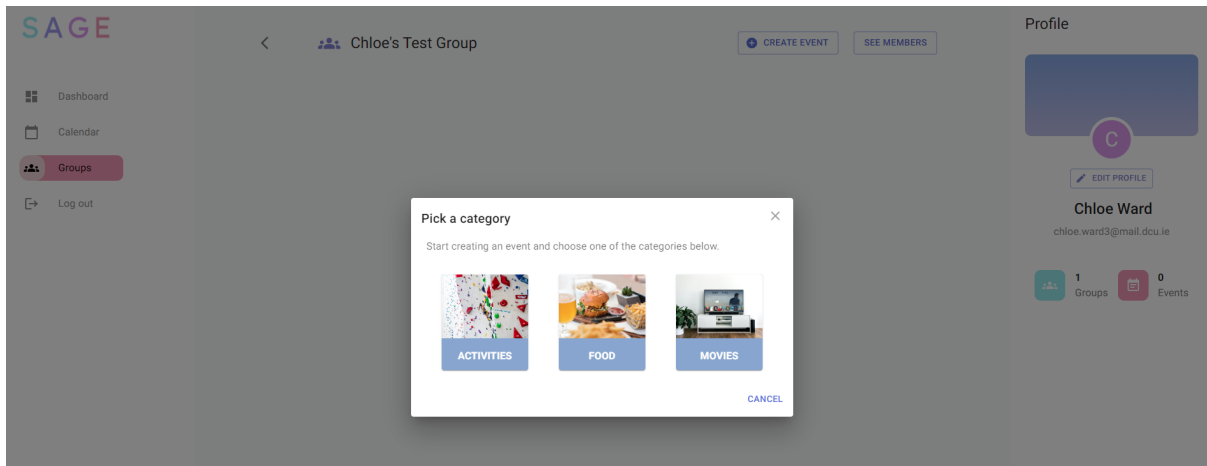 SAGE
Dashboard
Calendar
Groups
Log out
Chloe's Test Group
CREATE EVENT
SEE MEMBERS
Pick a category
Start creating an event and choose one of the categories below.
ACTIVITIES
FOOD
MOVIES
CANCEL
Profile
C
EDIT PROFILE
Chloe Ward
chloe.ward3@mail.dcu.ie
1
Groups
0
Events